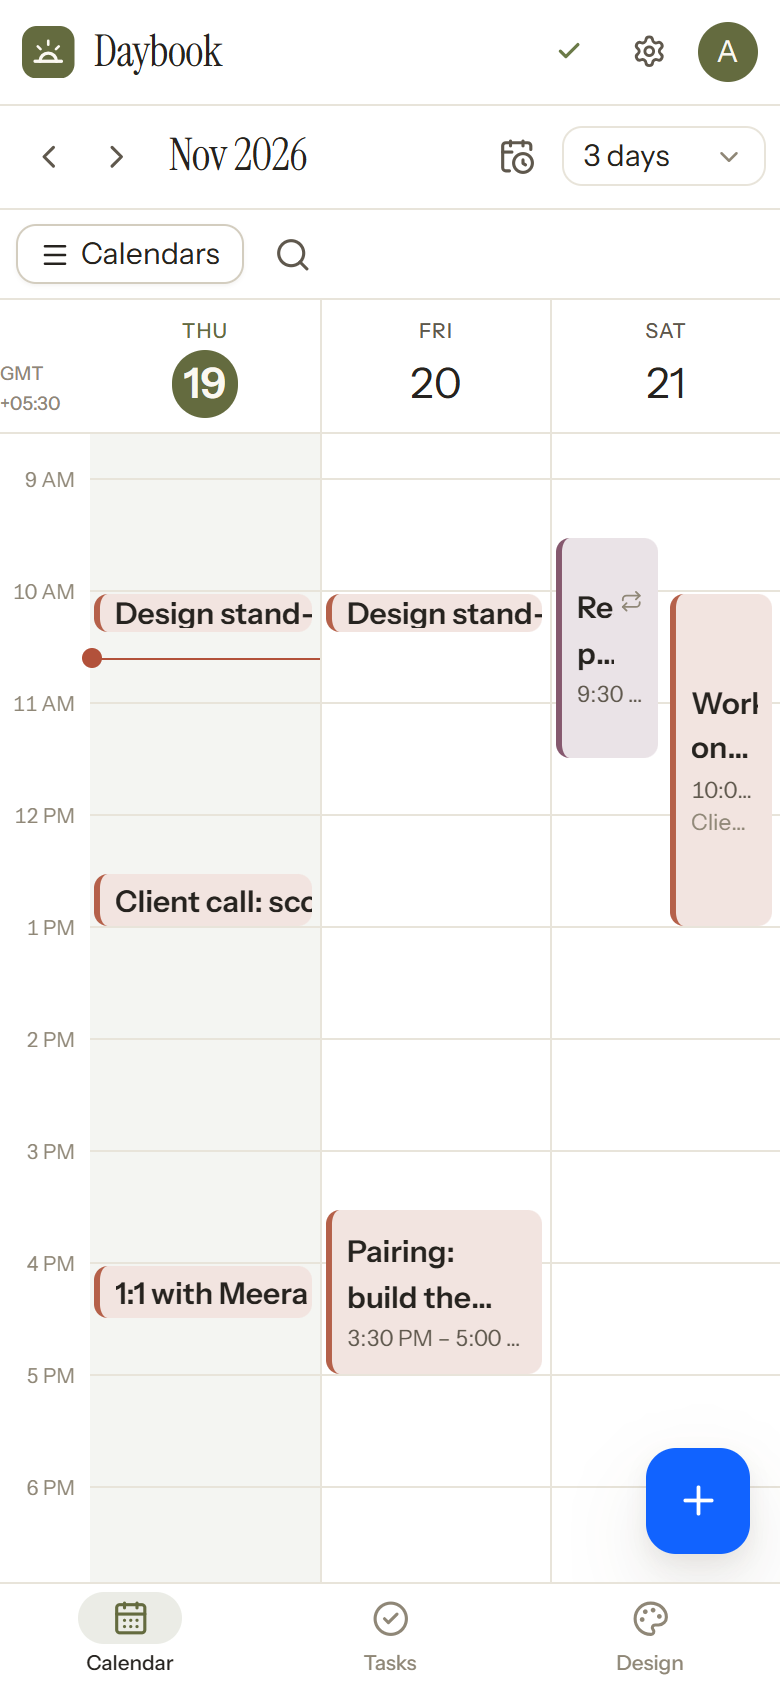 Daybook
A
Nov 2026
3 days
Calendars
THU
FRI
SAT
GMT
+05:30
19
20
21
9 AM
10 AM
11 AM
12 PM
1 PM
2 PM
3 PM
4 PM
5 PM
6 PM
Design stand-
Client call: sco
1:1 with Meera
Design stand-
Pairing:
build the...
3:30 PM – 5:00 ...
Re
p...
9:30 ...
Work
on...
10:0...
Clie...
Calendar
Tasks
Design